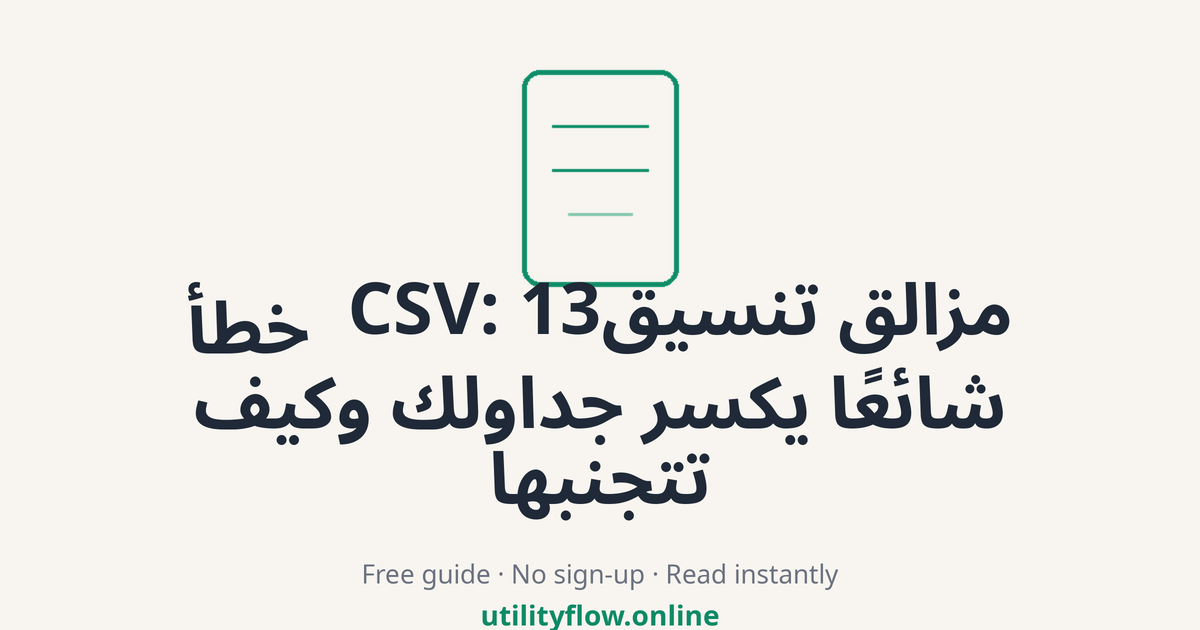 مزالق تنسيق CSV: 13 خطأ
شائعًا يكسر جداولك وكيف
تتجنبها
Free guide · No sign-up · Read instantly
utilityflow.online